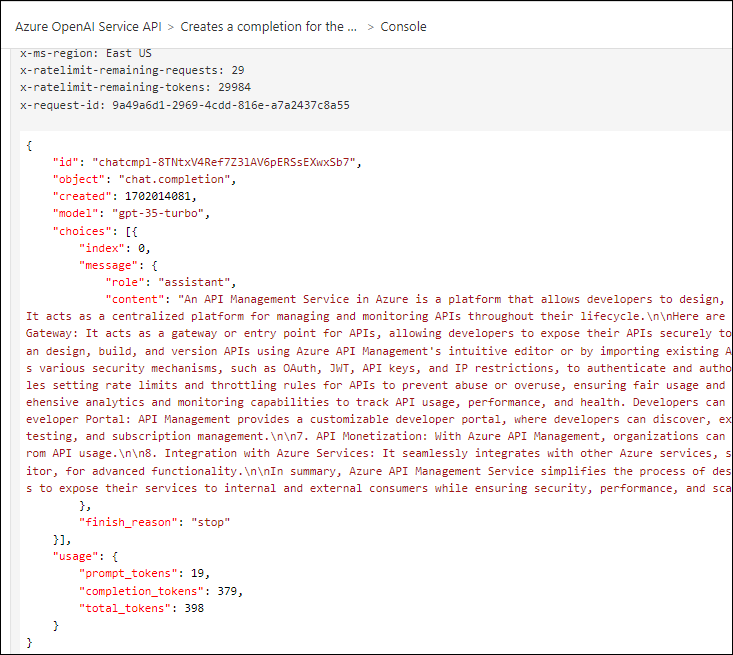 Azure OpenAI Service API > Creates a completion for the ... > Console
x-ms-region: East US
x-ratelimit-remaining-requests: 29
x-ratelimit-remaining-tokens: 29984
x-request-id: 9a49a6d1-2969-4cdd-816e-a7a2437c8a55
{
"id": "chatcmpl-8TNtxV4Ref7Z3lAV6pERSsEXwxSb7",
"object": "chat.completion",
"created": 1702014081,
"model": "gpt-35-turbo",
"choices": [{
"index": 0,
"message": {
"role": "assistant",
"content": "An API Management Service in Azure is a platform that allows developers to design,
It acts as a centralized platform for managing and monitoring APIs throughout their lifecycle.\n\nHere are
Gateway: It acts as a gateway or entry point for APIs, allowing developers to expose their APIs securely to
an design, build, and version APIs using Azure API Management's intuitive editor or by importing existing A
s various security mechanisms, such as OAuth, JWT, API keys, and IP restrictions, to authenticate and autho
les setting rate limits and throttling rules for APIs to prevent abuse or overuse, ensuring fair usage and
ehensive analytics and monitoring capabilities to track API usage, performance, and health. Developers can
eveloper Portal: API Management provides a customizable developer portal, where developers can discover, ex
testing, and subscription management.\n\n7. API Monetization: With Azure API Management, organizations can
rom API usage.\n\n8. Integration with Azure Services: It seamlessly integrates with other Azure services, s
itor, for advanced functionality.\n\nIn summary, Azure API Management Service simplifies the process of des
s to expose their services to internal and external consumers while ensuring security, performance, and sca
},
"finish_reason": "stop"
}],
"usage": {
"prompt_tokens": 19,
"completion_tokens": 379,
"total_tokens": 398
}
}